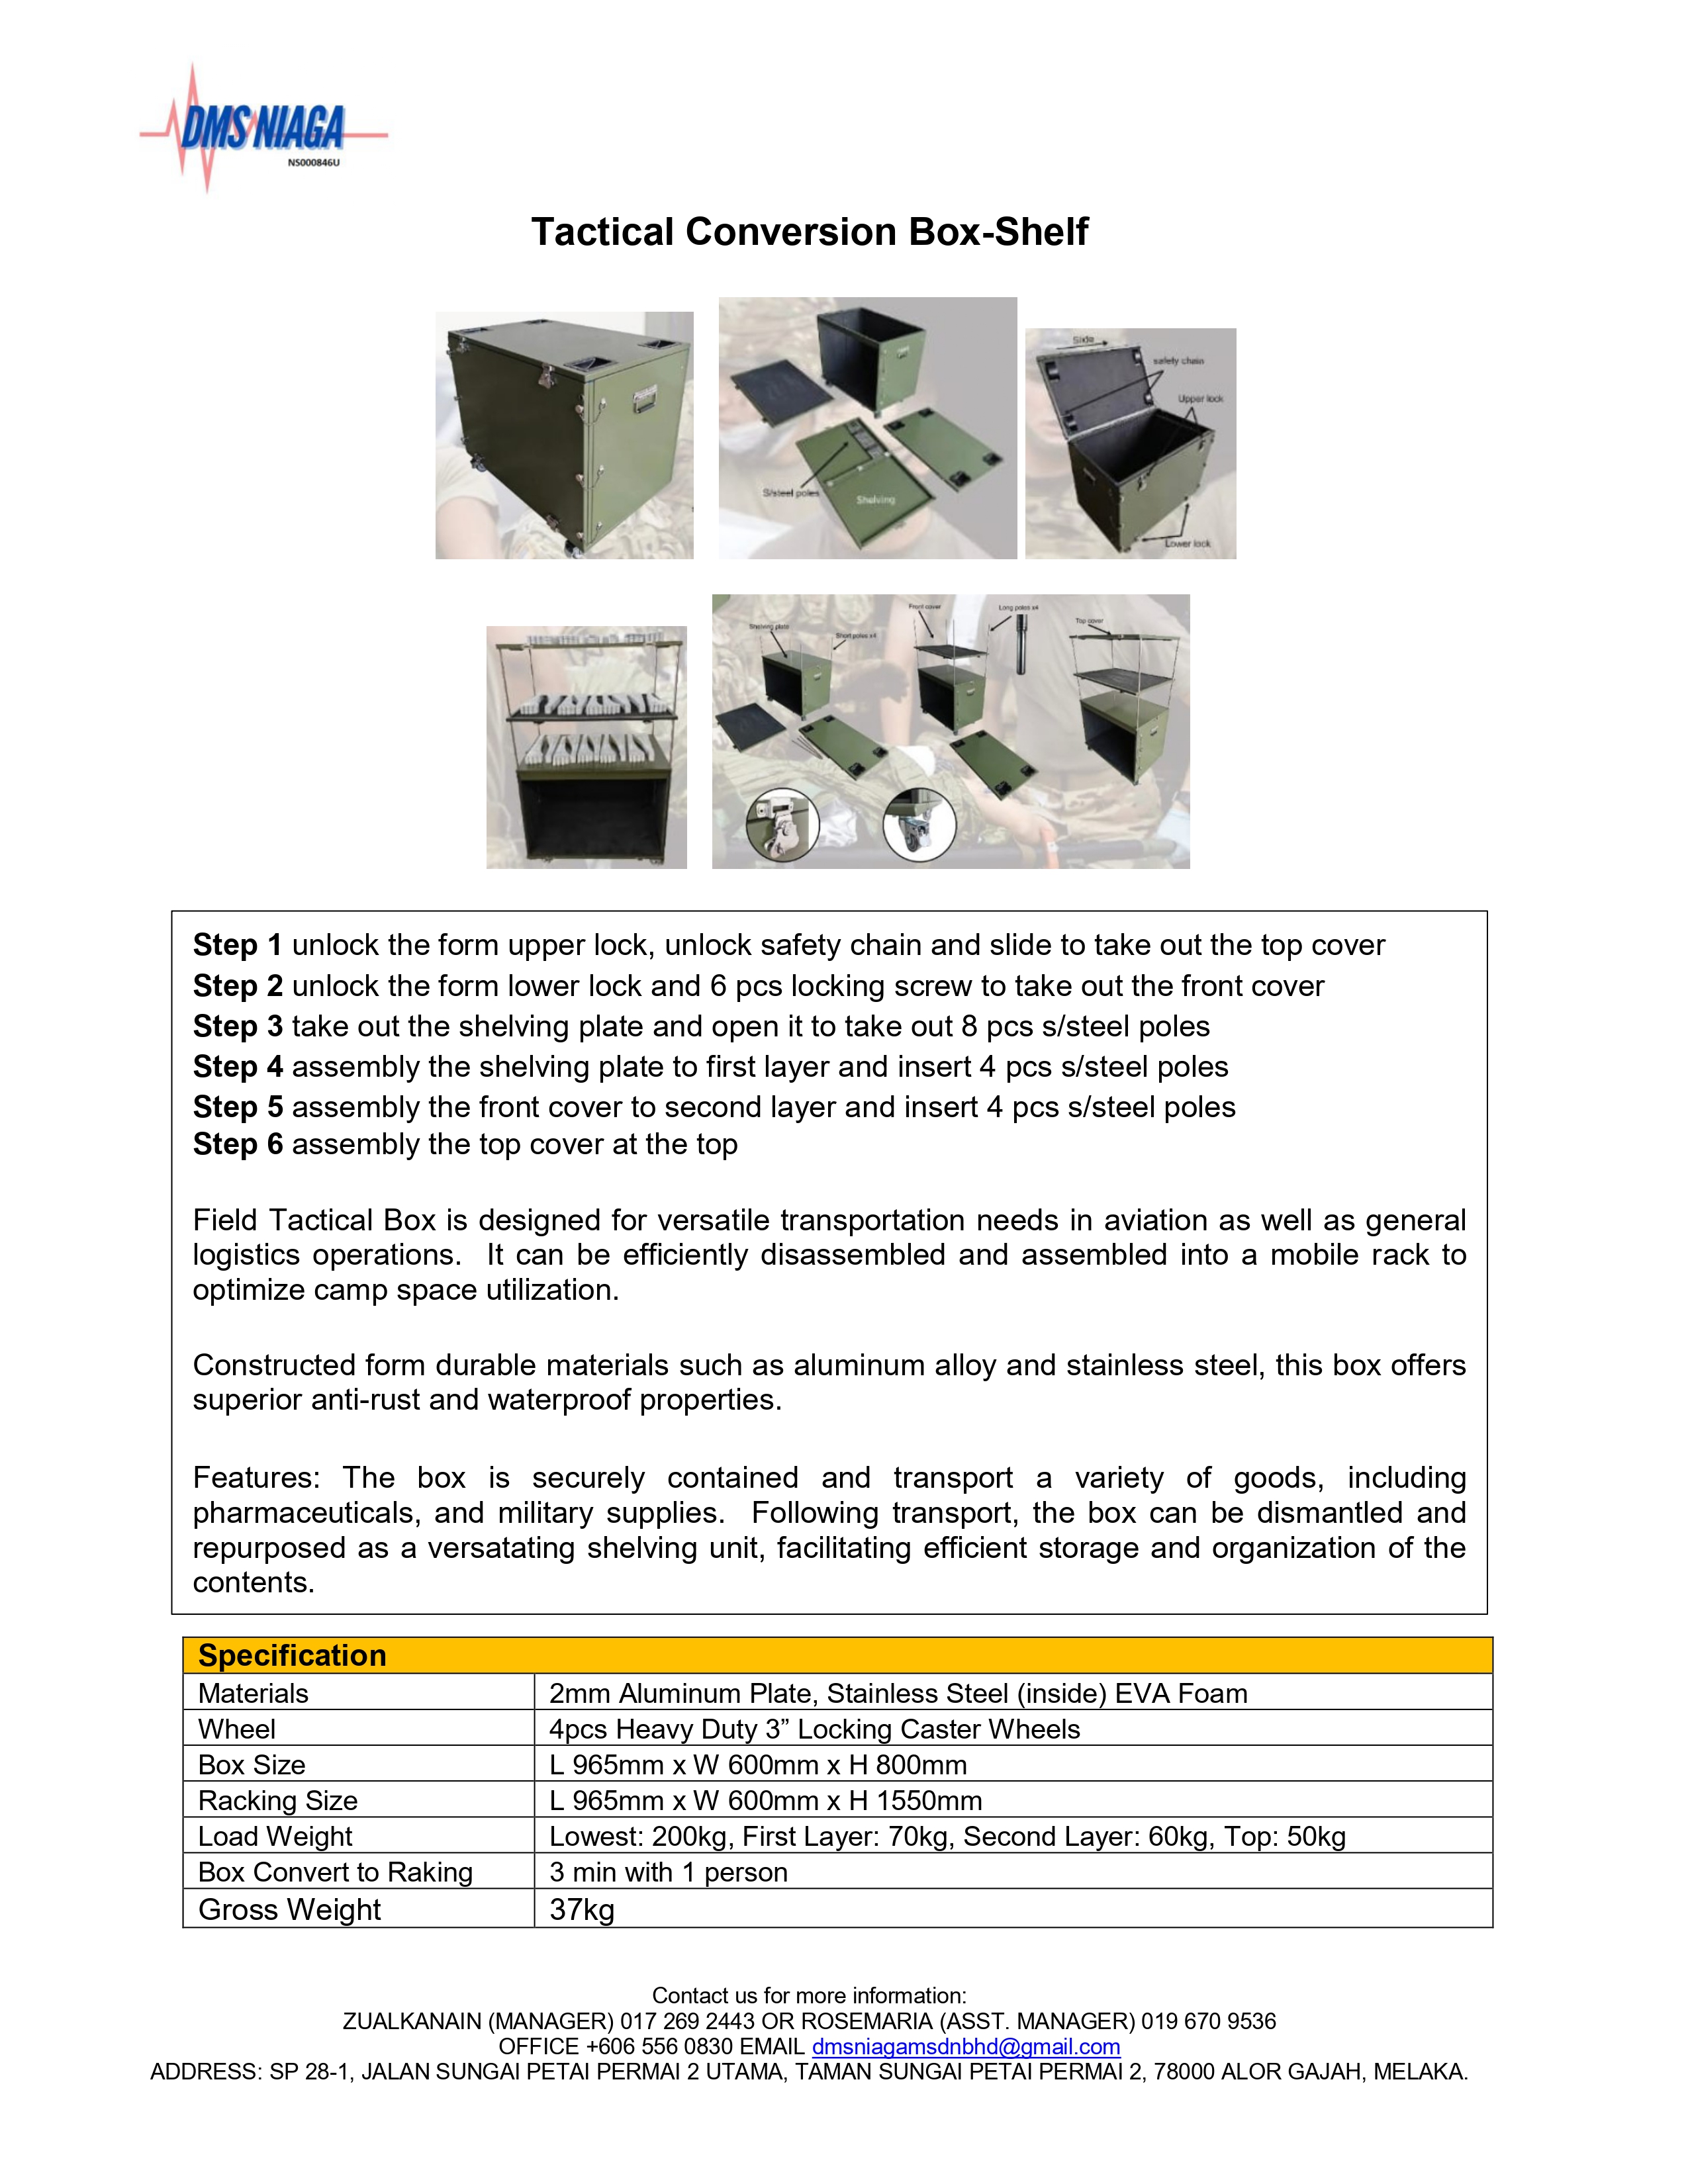 DMS NIAGA
NS000846U
Tactical Conversion Box-Shelf
Slide
safety chain
Upper lock
Lower lock
S/steel poles
Shelving
Shelving plate
Short poles x4
Front cover
Long poles x4
Top cover
Step 1 unlock the form upper lock, unlock safety chain and slide to take out the top cover
Step 2 unlock the form lower lock and 6 pcs locking screw to take out the front cover
Step 3 take out the shelving plate and open it to take out 8 pcs s/steel poles
Step 4 assembly the shelving plate to first layer and insert 4 pcs s/steel poles
Step 5 assembly the front cover to second layer and insert 4 pcs s/steel poles
Step 6 assembly the top cover at the top
Field Tactical Box is designed for versatile transportation needs in aviation as well as general
logistics operations.  It can be efficiently disassembled and assembled into a mobile rack to
optimize camp space utilization.
Constructed form durable materials such as aluminum alloy and stainless steel, this box offers
superior anti-rust and waterproof properties.
Features: The box is securely contained and transport a variety of goods, including
pharmaceuticals, and military supplies.  Following transport, the box can be dismantled and
repurposed as a versatating shelving unit, facilitating efficient storage and organization of the
contents.
Specification
Materials 2mm Aluminum Plate, Stainless Steel (inside) EVA Foam
Wheel 4pcs Heavy Duty 3” Locking Caster Wheels
Box Size L 965mm x W 600mm x H 800mm
Racking Size L 965mm x W 600mm x H 1550mm
Load Weight Lowest: 200kg, First Layer: 70kg, Second Layer: 60kg, Top: 50kg
Box Convert to Raking 3 min with 1 person
Gross Weight 37kg
Contact us for more information:
ZUALKANAIN (MANAGER) 017 269 2443 OR ROSEMARIA (ASST. MANAGER) 019 670 9536
OFFICE +606 556 0830 EMAIL dmsniagamsdnbhd@gmail.com
ADDRESS: SP 28-1, JALAN SUNGAI PETAI PERMAI 2 UTAMA, TAMAN SUNGAI PETAI PERMAI 2, 78000 ALOR GAJAH, MELAKA.